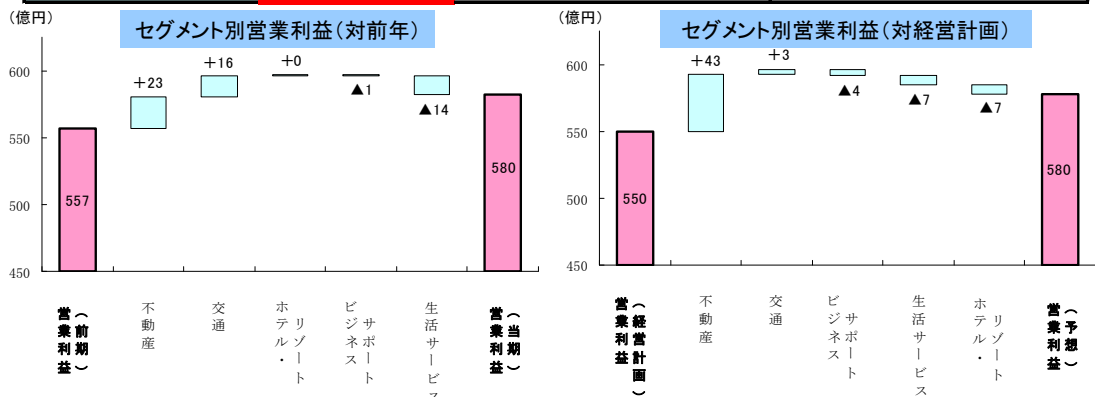 (億円)
セグメント別営業利益(対前年)
600
550
500
450
557
+23
+16
+0
▲1
▲14
580
営業利益
(前期)
不動産
交通
ホテル・
リゾート
ビジネス
サポート
生活サービス
営業利益
(当期)
(億円)
セグメント別営業利益(対経営計画)
600
550
500
450
550
+43
+3
▲4
▲7
▲7
580
営業利益
(経営計画)
不動産
交通
ビジネス
サポート
生活サービス
ホテル・
リゾート
営業利益
(予想)